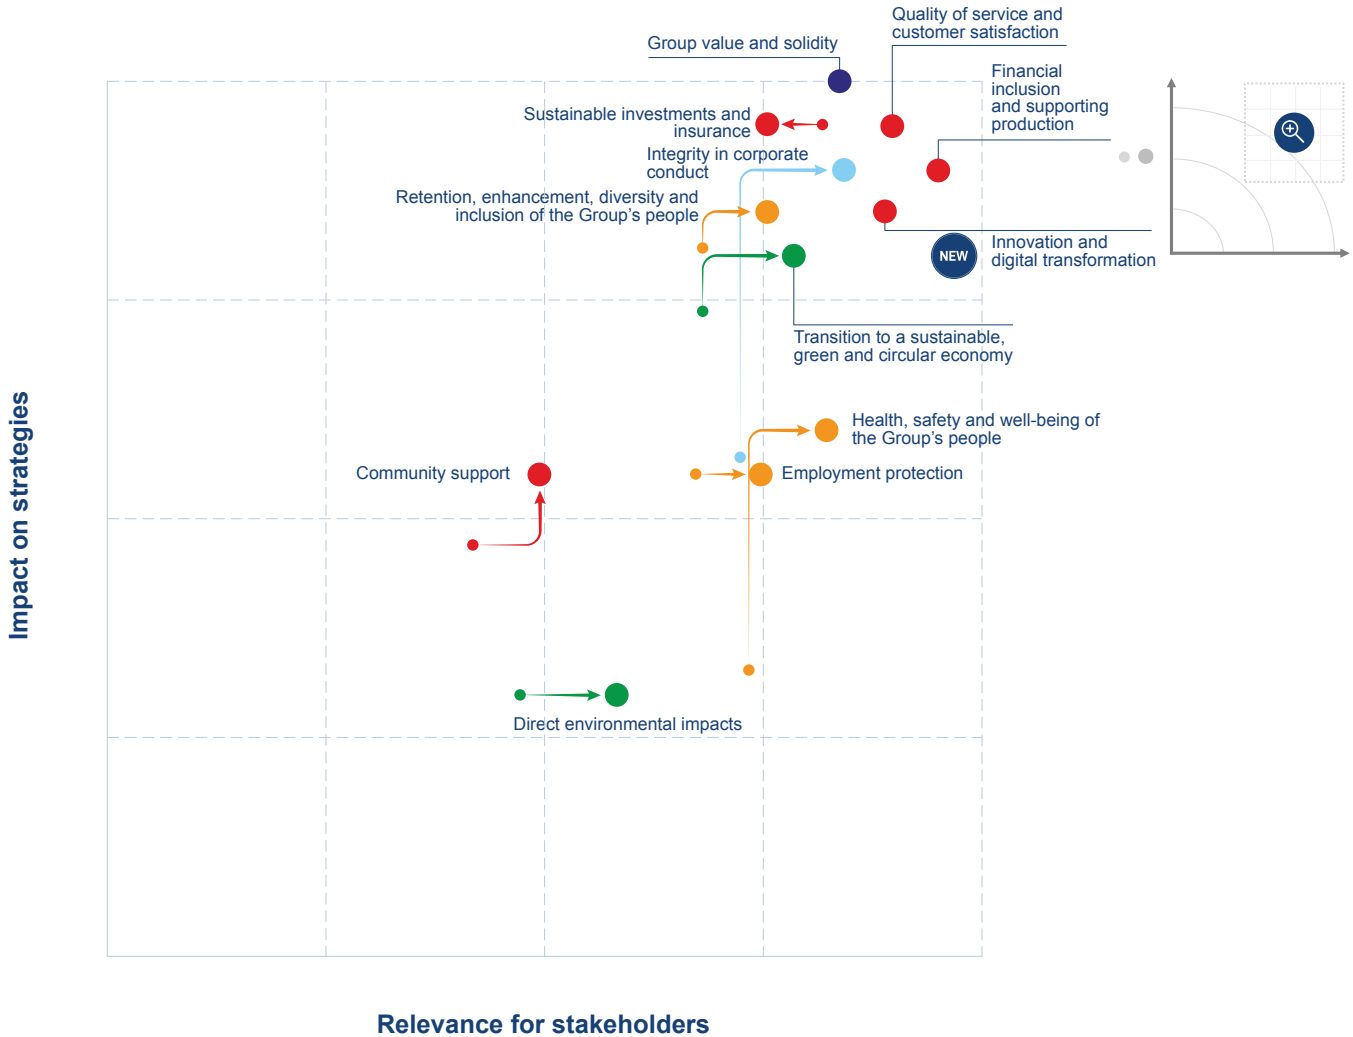 Quality of service and
customer satisfaction
Group value and solidity
Financial
inclusion
and supporting
production
Sustainable investments and
insurance
Integrity in corporate
conduct
Retention, enhancement, diversity and
inclusion of the Group's people
NEW
Innovation and
digital transformation
Transition to a sustainable,
green and circular economy
Health, safety and well-being of
the Group's people
Community support
Employment protection
Direct environmental impacts
Impact on strategies
Relevance for stakeholders